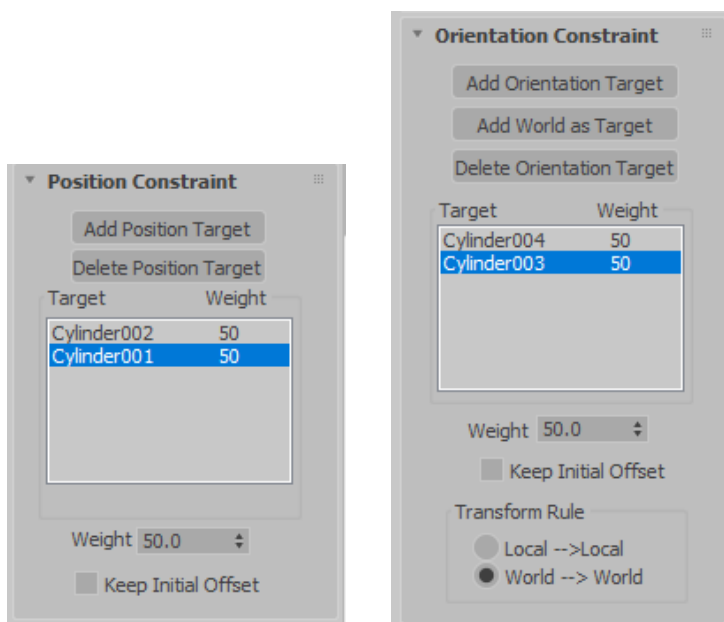 Position Constraint
Add Position Target
Delete Position Target
Target Weight
Cylinder002 50
Cylinder001 50
Weight 50.0
Keep Initial Offset
Orientation Constraint
Add Orientation Target
Add World as Target
Delete Orientation Target
Target Weight
Cylinder004 50
Cylinder003 50
Weight 50.0
Keep Initial Offset
Transform Rule
Local -->Local
World --> World